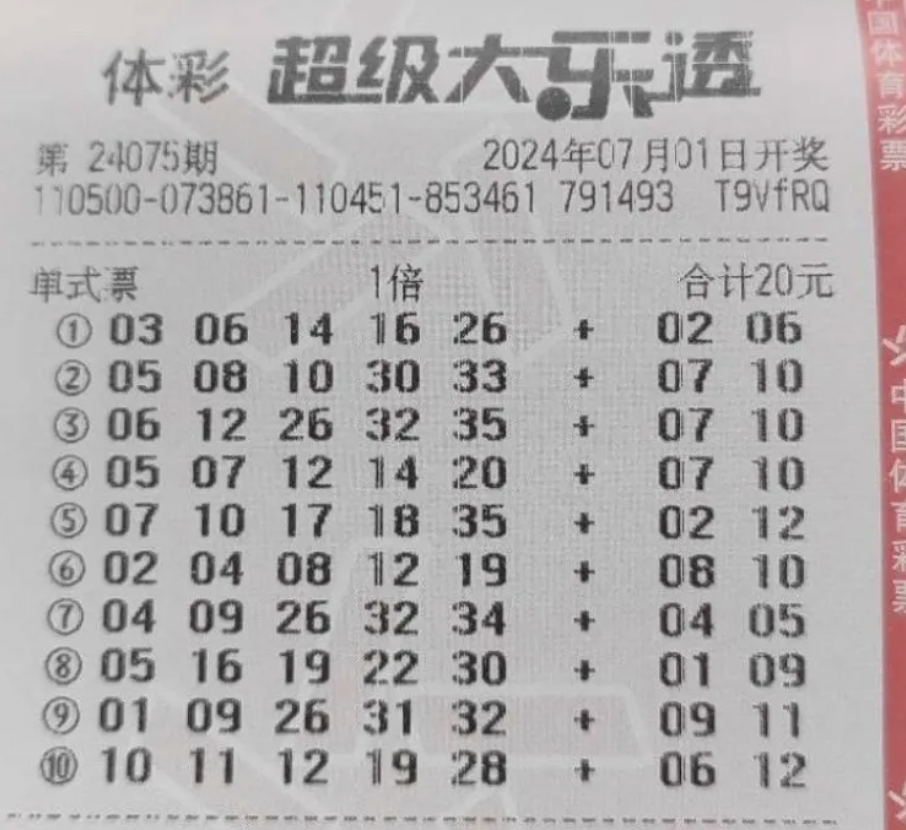 体彩 超级大乐透
第 24075期 2024年07月01日开奖
110500-073861-110451-853461 791493 T9VfRQ
单式票 1倍 合计20元
① 03 06 14 16 26 + 02 06
② 05 08 10 30 33 + 07 10
③ 06 12 26 32 35 + 07 10
④ 05 07 12 14 20 + 07 10
⑤ 07 10 17 18 35 + 02 12
⑥ 02 04 08 12 19 + 08 10
⑦ 04 09 26 32 34 + 04 05
⑧ 05 16 19 22 30 + 01 09
⑨ 01 09 26 31 32 + 09 11
⑩ 10 11 12 19 28 + 06 12
中国体育彩票
中国体育彩票